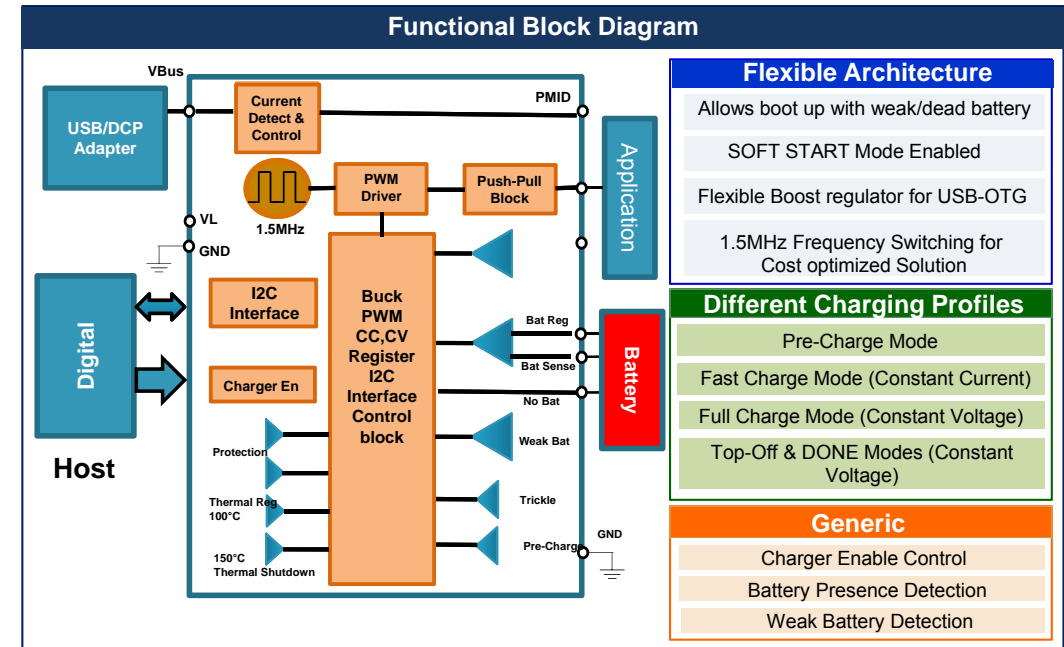 Functional Block Diagram
VBus
USB/DCP
Adapter
Current
Detect &
Control
PMID
Application
1.5MHz
PWM
Driver
Push-Pull
Block
VL
GND
Digital
Host
I2C
Interface
Charger En
Buck
PWM
CC,CV
Register
I2C
Interface
Control
block
Bat Reg
Bat Sense
No Bat
Battery
Weak Bat
Trickle
Pre-Charge
GND
Protection
Thermal Reg
100°C
150°C
Thermal Shutdown
Flexible Architecture
Allows boot up with weak/dead battery
SOFT START Mode Enabled
Flexible Boost regulator for USB-OTG
1.5MHz Frequency Switching for
Cost optimized Solution
Different Charging Profiles
Pre-Charge Mode
Fast Charge Mode (Constant Current)
Full Charge Mode (Constant Voltage)
Top-Off & DONE Modes (Constant
Voltage)
Generic
Charger Enable Control
Battery Presence Detection
Weak Battery Detection